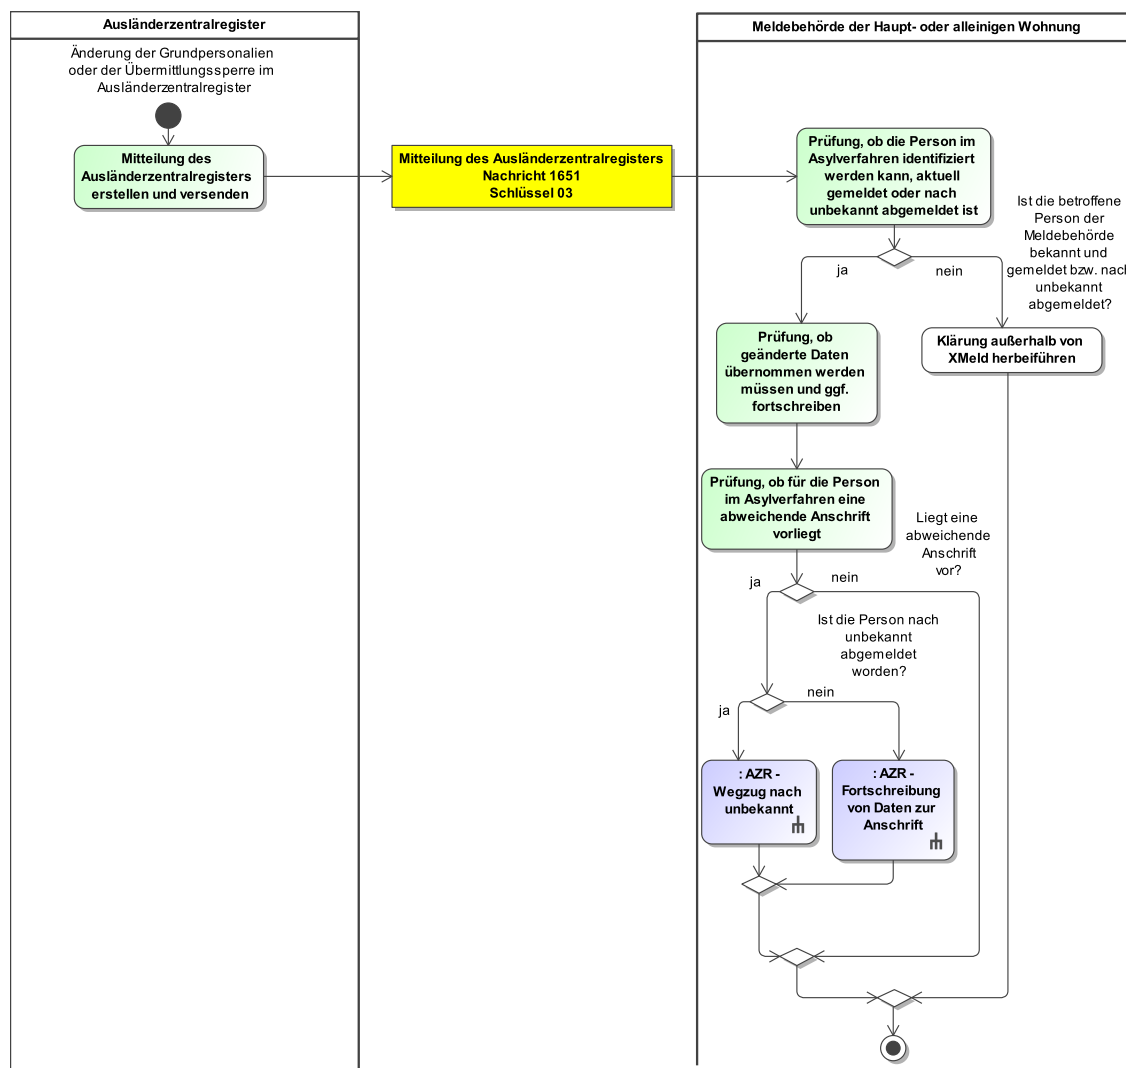 Ausländerzentralregister
Änderung der Grundpersonalien
oder der Übermittlungssperre im
Ausländerzentralregister
Mitteilung des
Ausländerzentralregisters
erstellen und versenden
Mitteilung des Ausländerzentralregisters
Nachricht 1651
Schlüssel 03
Meldebehörde der Haupt- oder alleinigen Wohnung
Prüfung, ob die Person im
Asylverfahren identifiziert
werden kann, aktuell
gemeldet oder nach
unbekannt abgemeldet ist
Ist die betroffene
Person der
Meldebehörde
bekannt und
gemeldet bzw. nach
unbekannt
abgemeldet?
ja
nein
Prüfung, ob
geänderte Daten
übernommen werden
müssen und ggf.
fortschreiben
Klärung außerhalb von
XMeld herbeiführen
Prüfung, ob für die Person
im Asylverfahren eine
abweichende Anschrift
vorliegt
Liegt eine
abweichende
Anschrift
vor?
ja
nein
Ist die Person nach
unbekannt
abgemeldet
worden?
ja
nein
: AZR -
Wegzug nach
unbekannt
: AZR -
Fortschreibung
von Daten zur
Anschrift